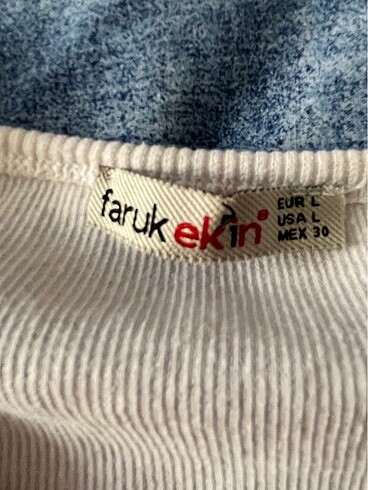 faruk ekin
EUR L
USA L
MEX 30